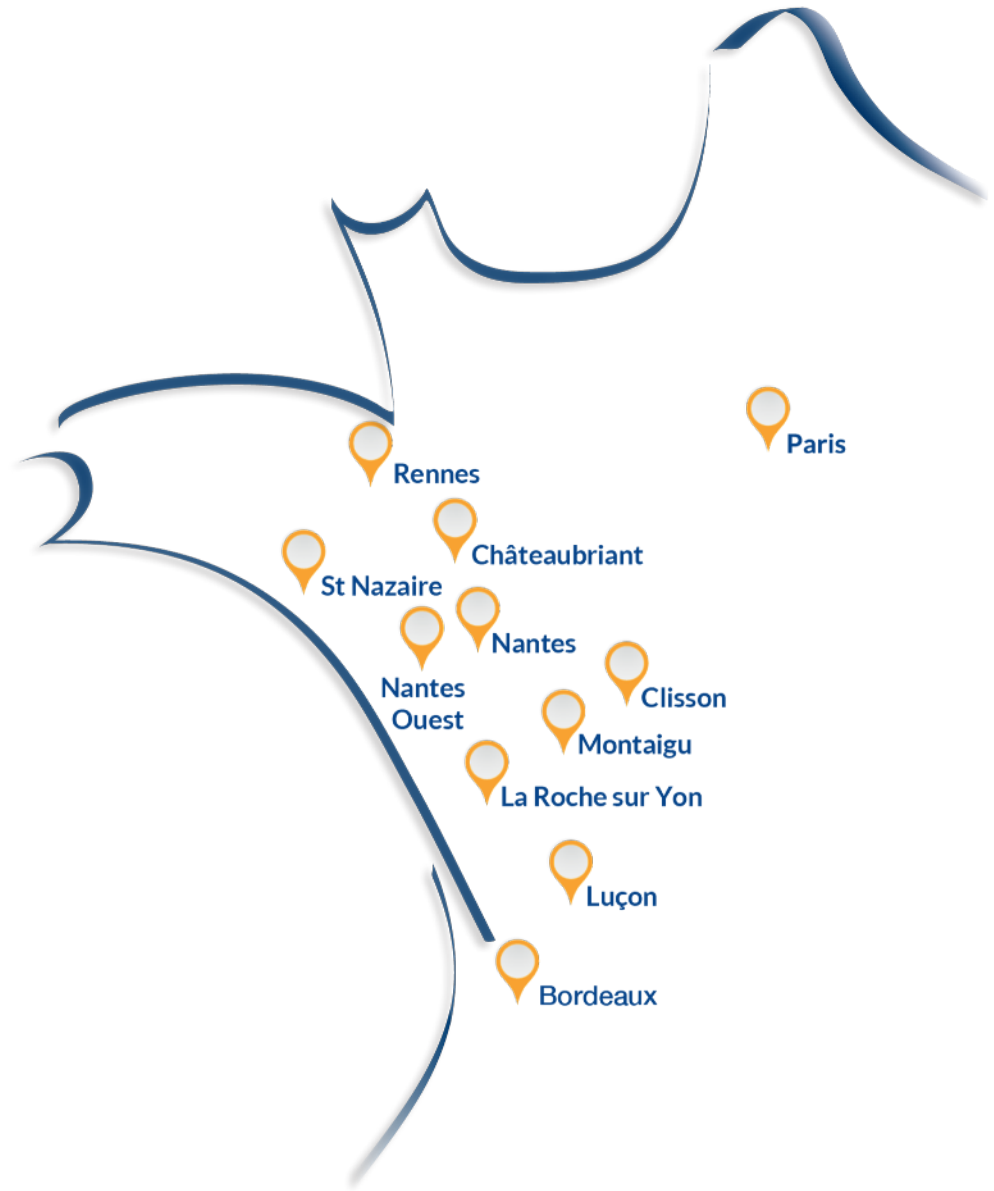 Paris
Rennes
Châteaubriant
St Nazaire
Nantes
Nantes
Ouest
Clisson
Montaigu
La Roche sur Yon
Luçon
Bordeaux